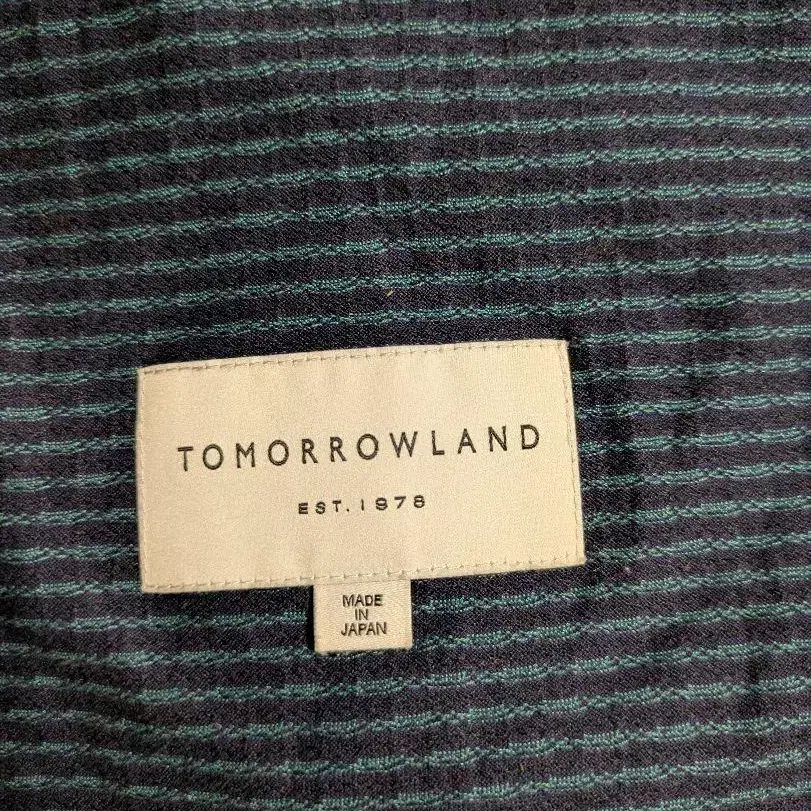 TOMORROWLAND
EST. 1978
MADE
IN
JAPAN